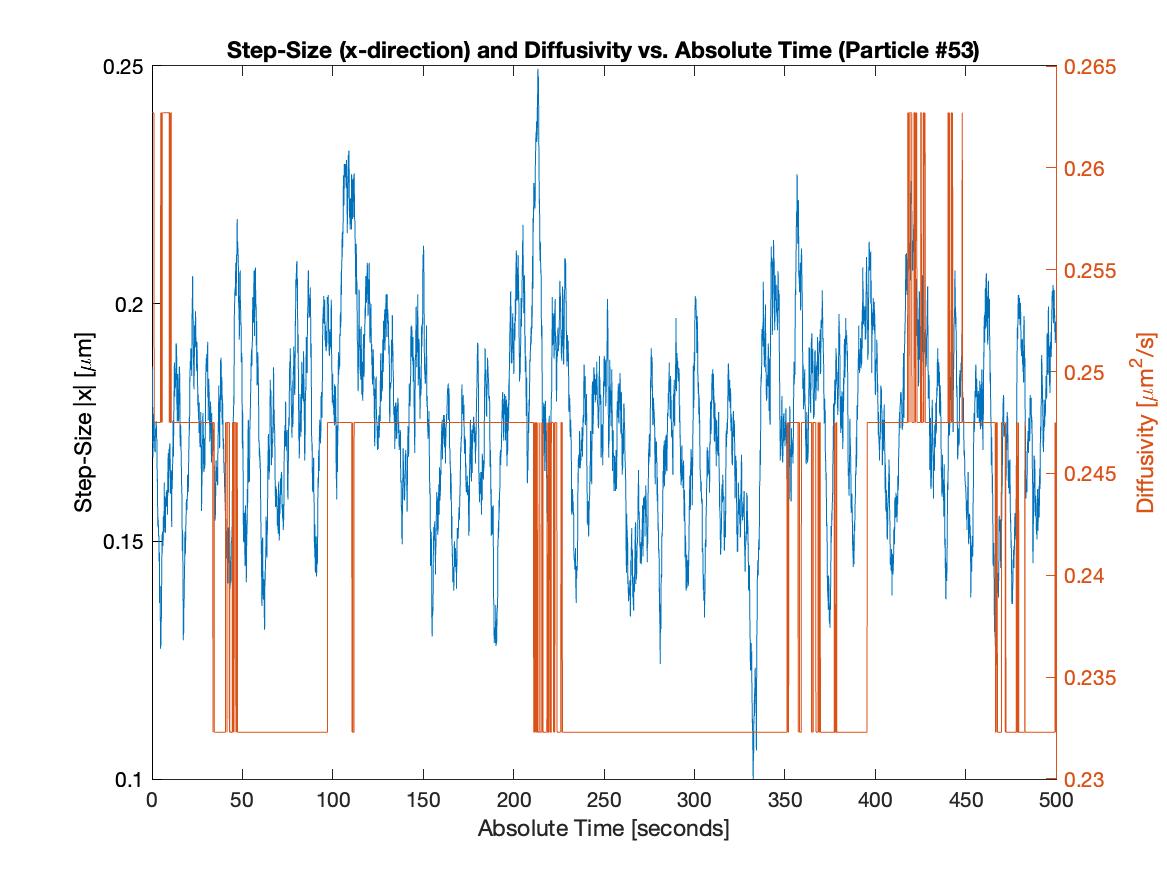 Step-Size (x-direction) and Diffusivity vs. Absolute Time (Particle #53)
0.25
0.2
0.15
0.1
Step-Size |x| [μm]
0.265
0.26
0.255
0.25
0.245
0.24
0.235
0.23
Diffusivity [μm²/s]
0 50 100 150 200 250 300 350 400 450 500
Absolute Time [seconds]